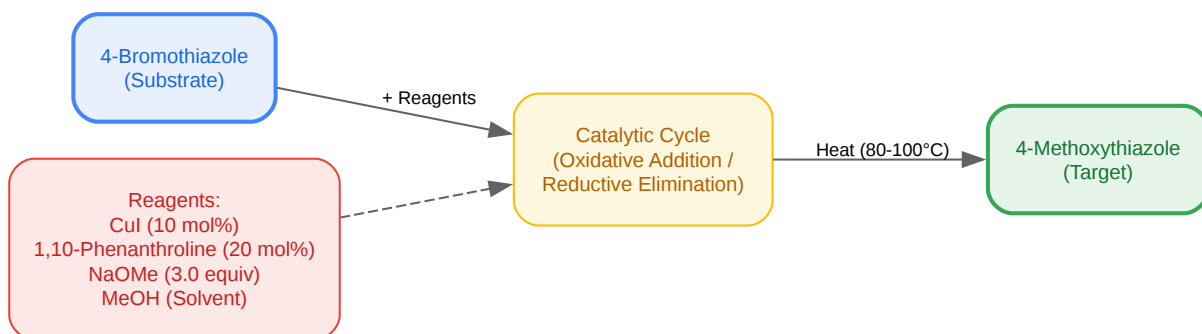 4-Bromothiazole
(Substrate)
+ Reagents
Reagents:
CuI (10 mol%)
1,10-Phenanthroline (20 mol%)
NaOMe (3.0 equiv)
MeOH (Solvent)
Catalytic Cycle
(Oxidative Addition /
Reductive Elimination)
Heat (80-100°C)
4-Methoxythiazole
(Target)